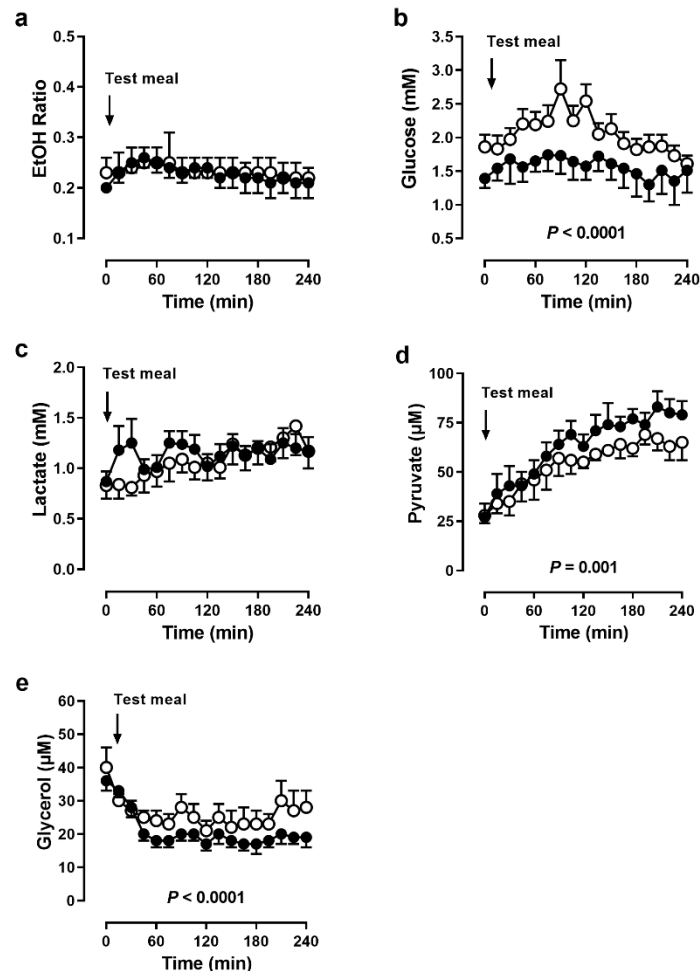 a
EtOH Ratio
0.5
0.4
0.3
0.2
0.1
Test meal
0 60 120 180 240
Time (min)
b
Glucose (mM)
3.5
3.0
2.5
2.0
1.5
1.0
0.5
Test meal
P < 0.0001
0 60 120 180 240
Time (min)
c
Lactate (mM)
2.0
1.5
1.0
0.5
0.0
Test meal
0 60 120 180 240
Time (min)
d
Pyruvate (µM)
100
75
50
25
0
Test meal
P = 0.001
0 60 120 180 240
Time (min)
e
Glycerol (µM)
60
50
40
30
20
10
0
Test meal
P < 0.0001
0 60 120 180 240
Time (min)